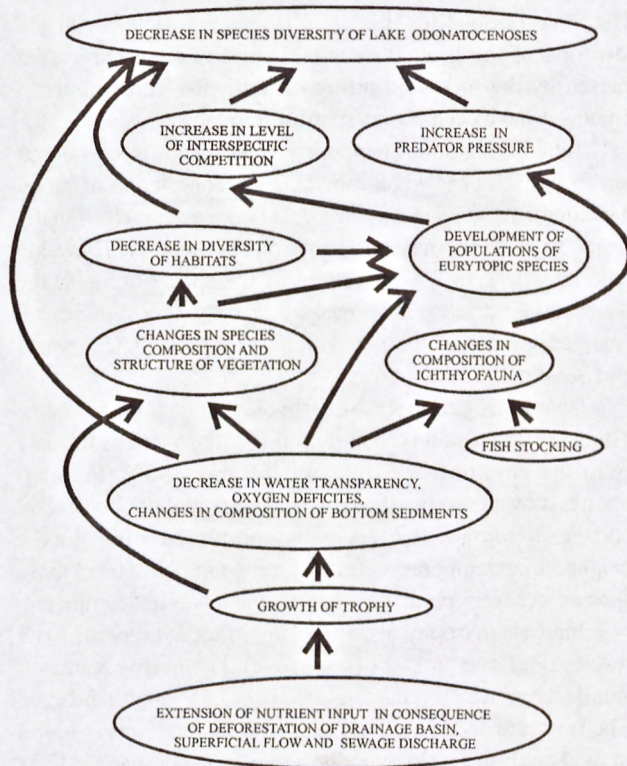 DECREASE IN SPECIES DIVERSITY OF LAKE ODONATOCENOSES
INCREASE IN LEVEL
OF INTERSPECIFIC
COMPETITION
INCREASE IN
PREDATOR PRESSURE
DECREASE IN DIVERSITY
OF HABITATS
DEVELOPMENT OF
POPULATIONS OF
EURYTOPIC SPECIES
CHANGES IN SPECIES
COMPOSITION AND
STRUCTURE OF VEGETATION
CHANGES IN
COMPOSITION OF
ICHTHYOFAUNA
FISH STOCKING
DECREASE IN WATER TRANSPARENCY,
OXYGEN DEFICITES,
CHANGES IN COMPOSITION OF BOTTOM SEDIMENTS
GROWTH OF TROPHY
EXTENSION OF NUTRIENT INPUT IN CONSEQUENCE
OF DEFORESTATION OF DRAINAGE BASIN,
SUPERFICIAL FLOW AND SEWAGE DISCHARGE